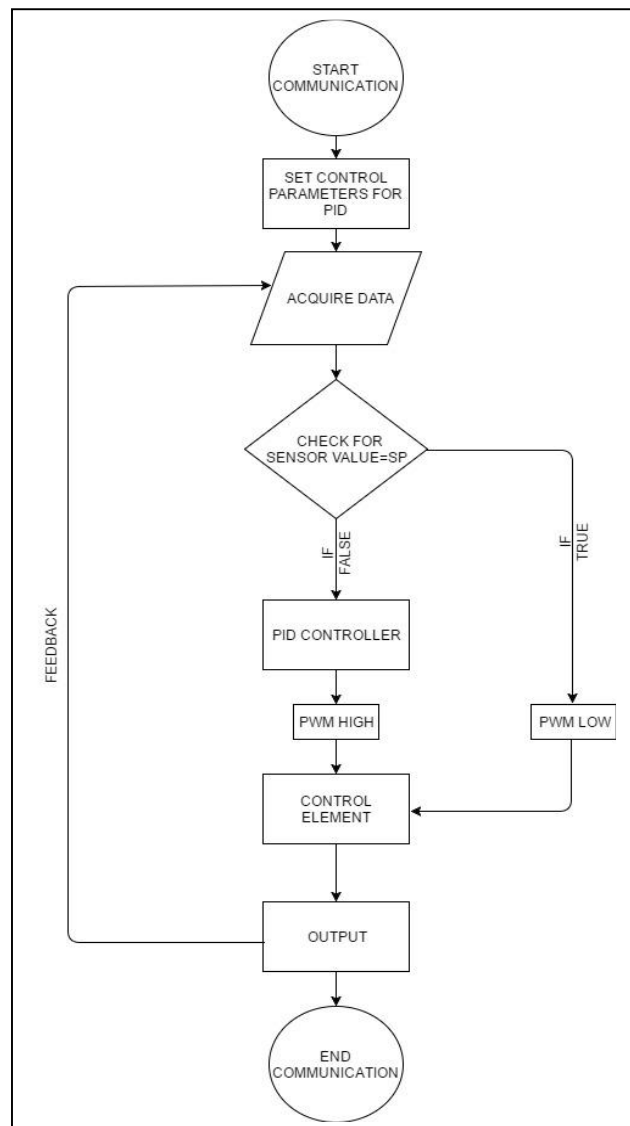 START
COMMUNICATION
SET CONTROL
PARAMETERS FOR
PID
ACQUIRE DATA
CHECK FOR
SENSOR VALUE=SP
IF
FALSE
IF
TRUE
FEEDBACK
PID CONTROLLER
PWM HIGH
PWM LOW
CONTROL
ELEMENT
OUTPUT
END
COMMUNICATION